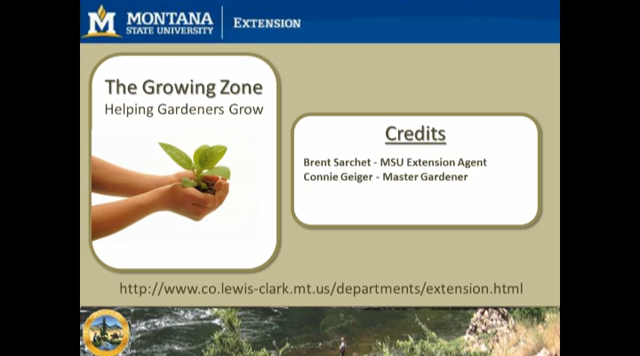 MONTANA
STATE UNIVERSITY
EXTENSION
The Growing Zone
Helping Gardeners Grow
Credits
Brent Sarchet - MSU Extension Agent
Connie Geiger - Master Gardener
http://www.co.lewis-clark.mt.us/departments/extension.html